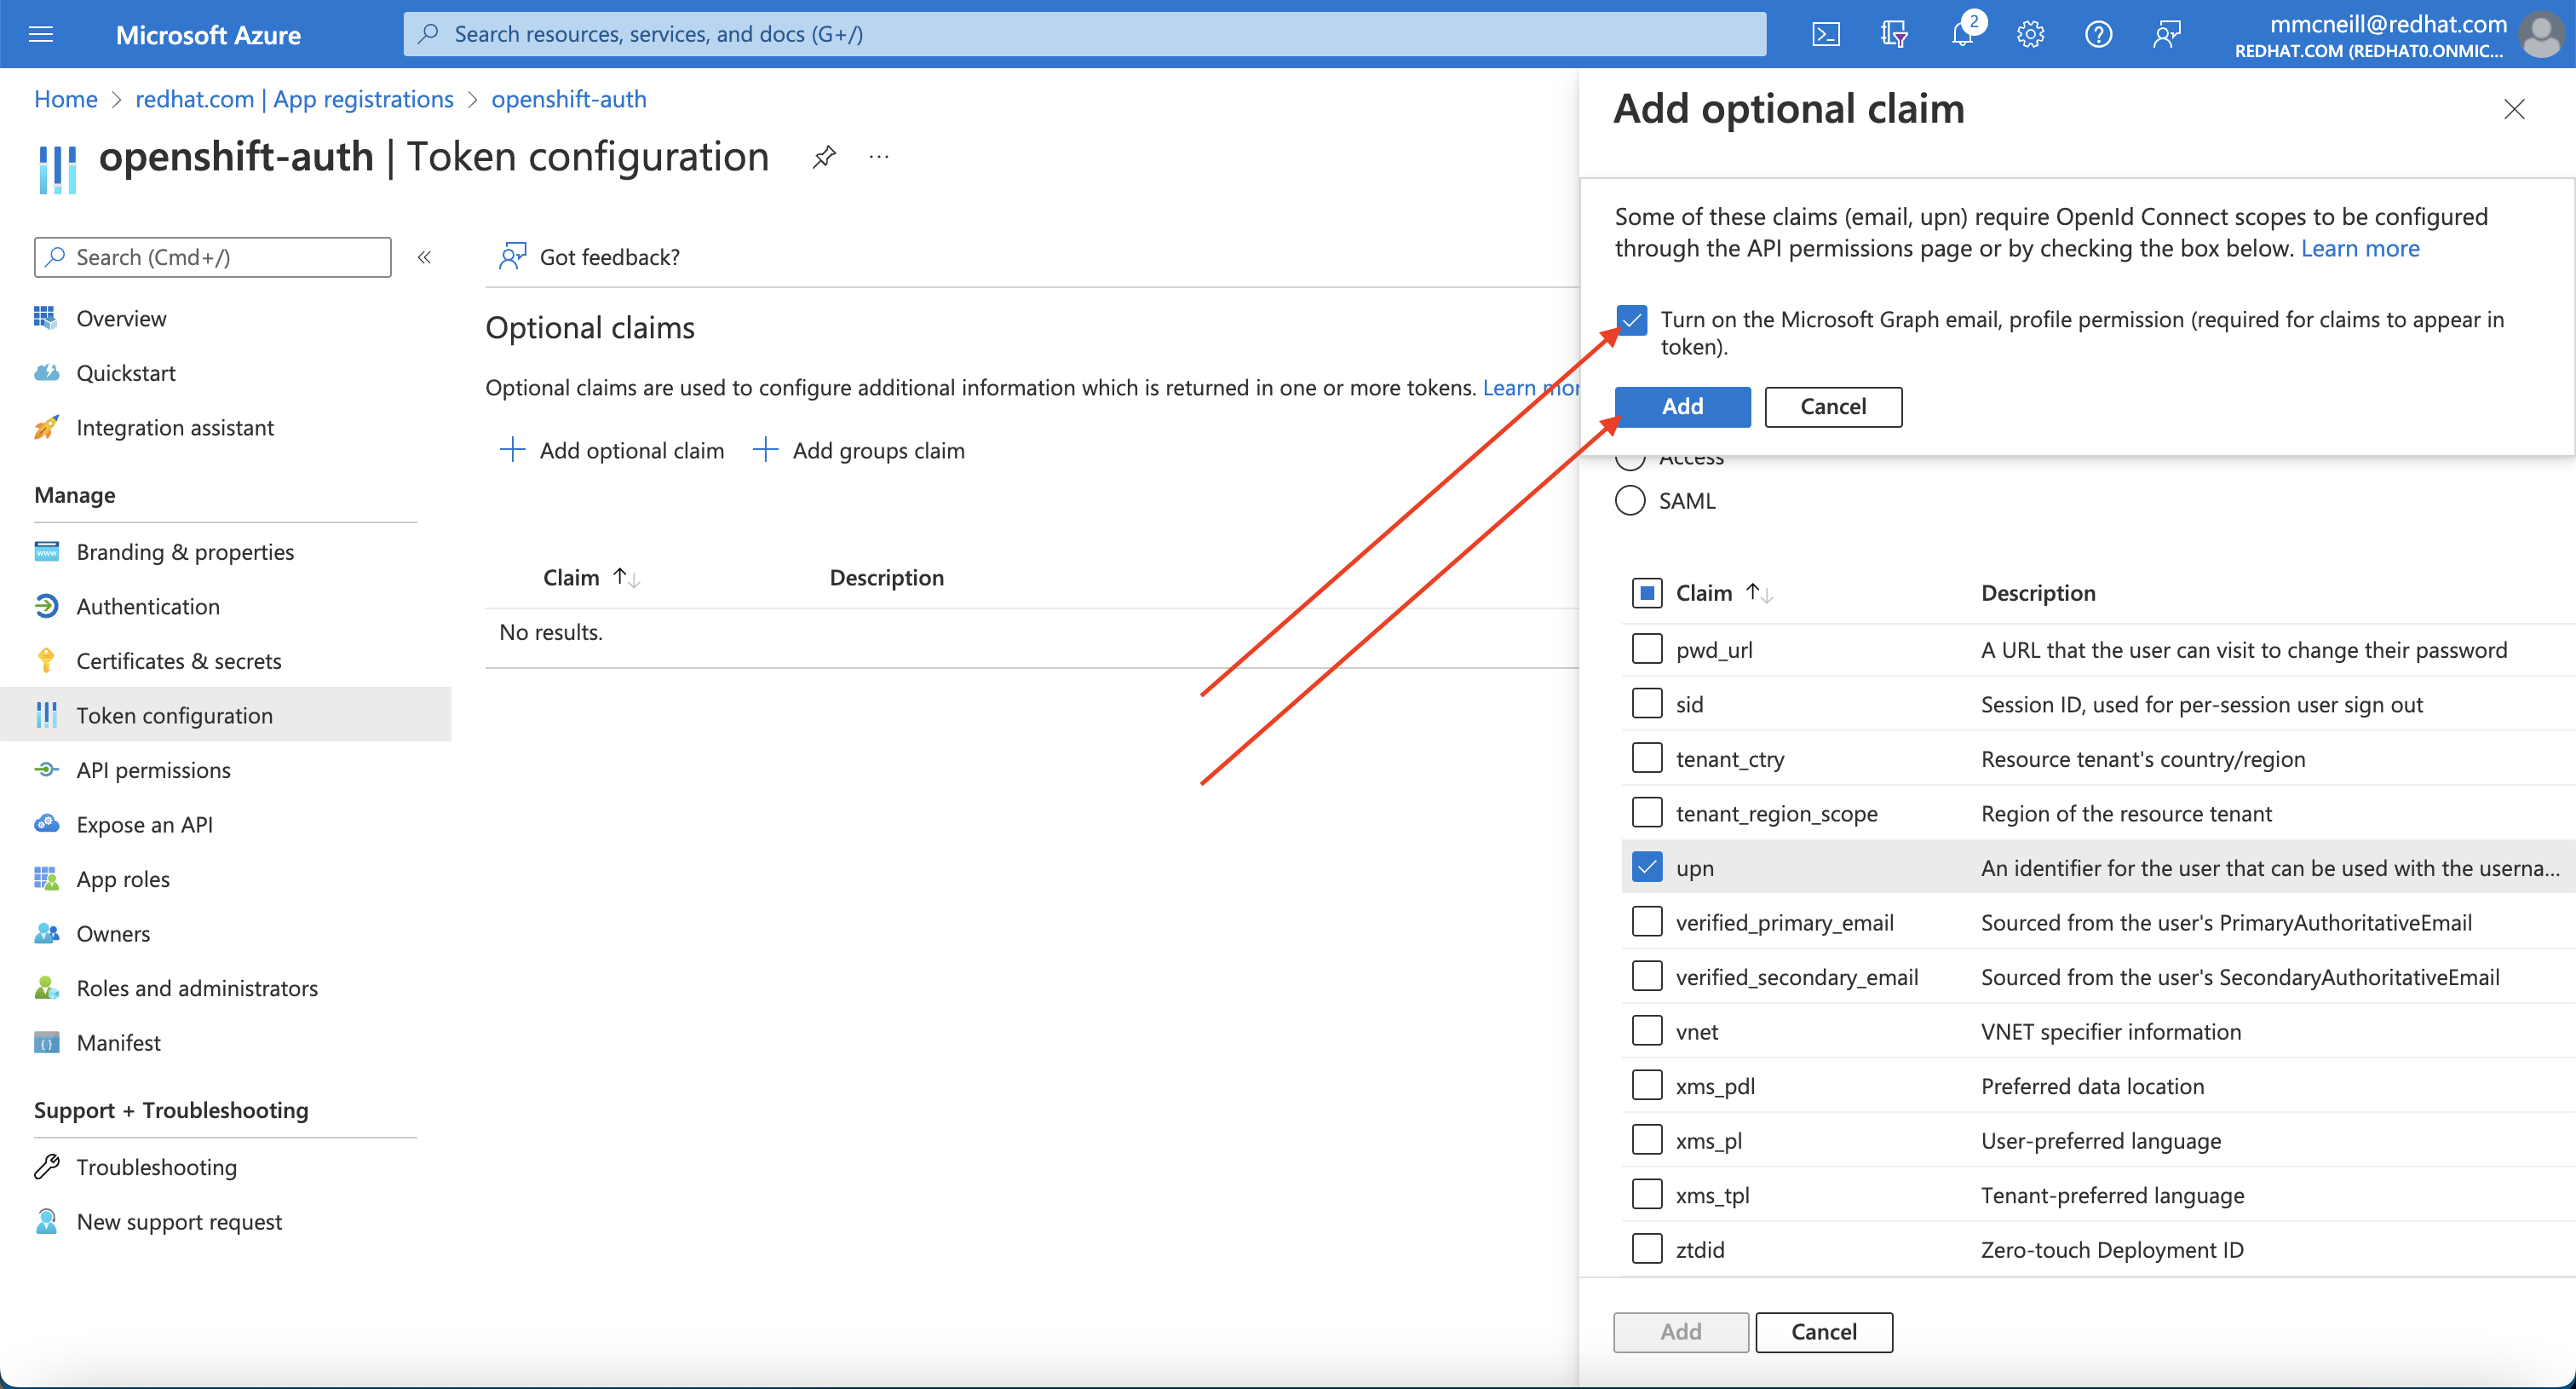 Microsoft Azure
Search resources, services, and docs (G+/)
2
mmcneill@redhat.com
REDHAT.COM (REDHAT0.ONMIC...
Home > redhat.com | App registrations > openshift-auth
openshift-auth | Token configuration
...
Search (Cmd+/)
«
Overview
Quickstart
Integration assistant
Manage
Branding & properties
Authentication
Certificates & secrets
Token configuration
API permissions
Expose an API
App roles
Owners
Roles and administrators
Manifest
Support + Troubleshooting
Troubleshooting
New support request
Got feedback?
Optional claims
Optional claims are used to configure additional information which is returned in one or more tokens. Learn mor
Add optional claim
Add groups claim
Claim
Description
No results.
Add optional claim
Some of these claims (email, upn) require OpenId Connect scopes to be configured
through the API permissions page or by checking the box below. Learn more
Turn on the Microsoft Graph email, profile permission (required for claims to appear in
token).
Add
Cancel
Access
SAML
Claim Description
pwd_url A URL that the user can visit to change their password
sid Session ID, used for per-session user sign out
tenant_ctry Resource tenant's country/region
tenant_region_scope Region of the resource tenant
upn An identifier for the user that can be used with the userna...
verified_primary_email Sourced from the user's PrimaryAuthoritativeEmail
verified_secondary_email Sourced from the user's SecondaryAuthoritativeEmail
vnet VNET specifier information
xms_pdl Preferred data location
xms_pl User-preferred language
xms_tpl Tenant-preferred language
ztdid Zero-touch Deployment ID
Add
Cancel